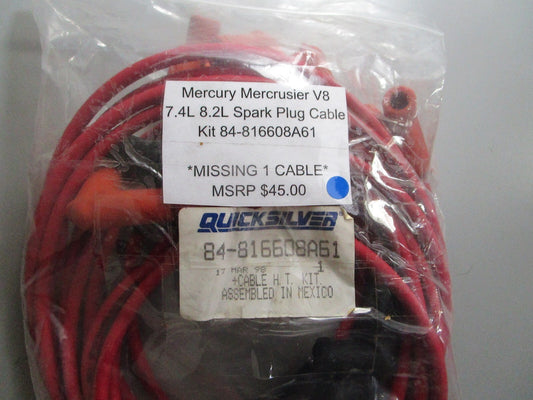 Mercury Mercrusier V8
7.4L 8.2L Spark Plug Cable
Kit 84-816608A61
*MISSING 1 CABLE*
MSRP $45.00
QUICKSILVER
84-816608A61
17 MAR 98 1
+CABLE H.T. KIT
ASSEMBLED IN MEXICO